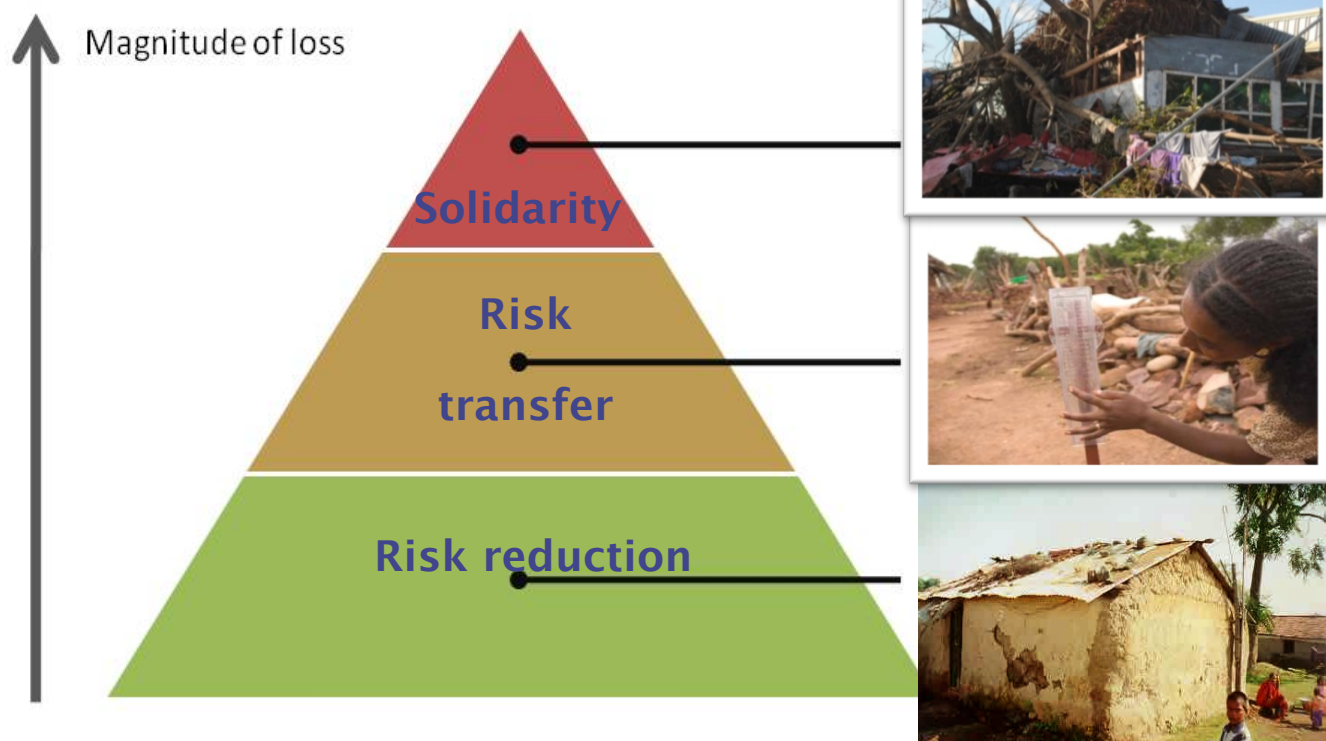 Magnitude of loss
Solidarity
Risk
transfer
Risk reduction